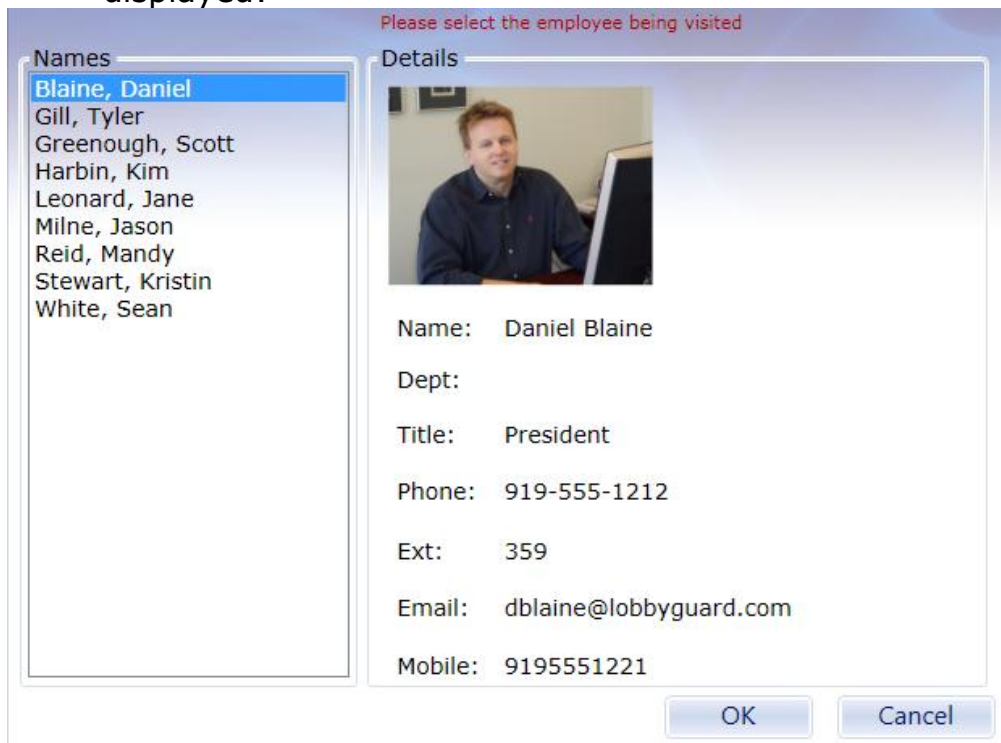 displayed.
Please select the employee being visited
Names
Blaine, Daniel
Gill, Tyler
Greenough, Scott
Harbin, Kim
Leonard, Jane
Milne, Jason
Reid, Mandy
Stewart, Kristin
White, Sean
Details
Name: Daniel Blaine
Dept:
Title: President
Phone: 919-555-1212
Ext: 359
Email: dblaine@lobbyguard.com
Mobile: 9195551221
OK Cancel